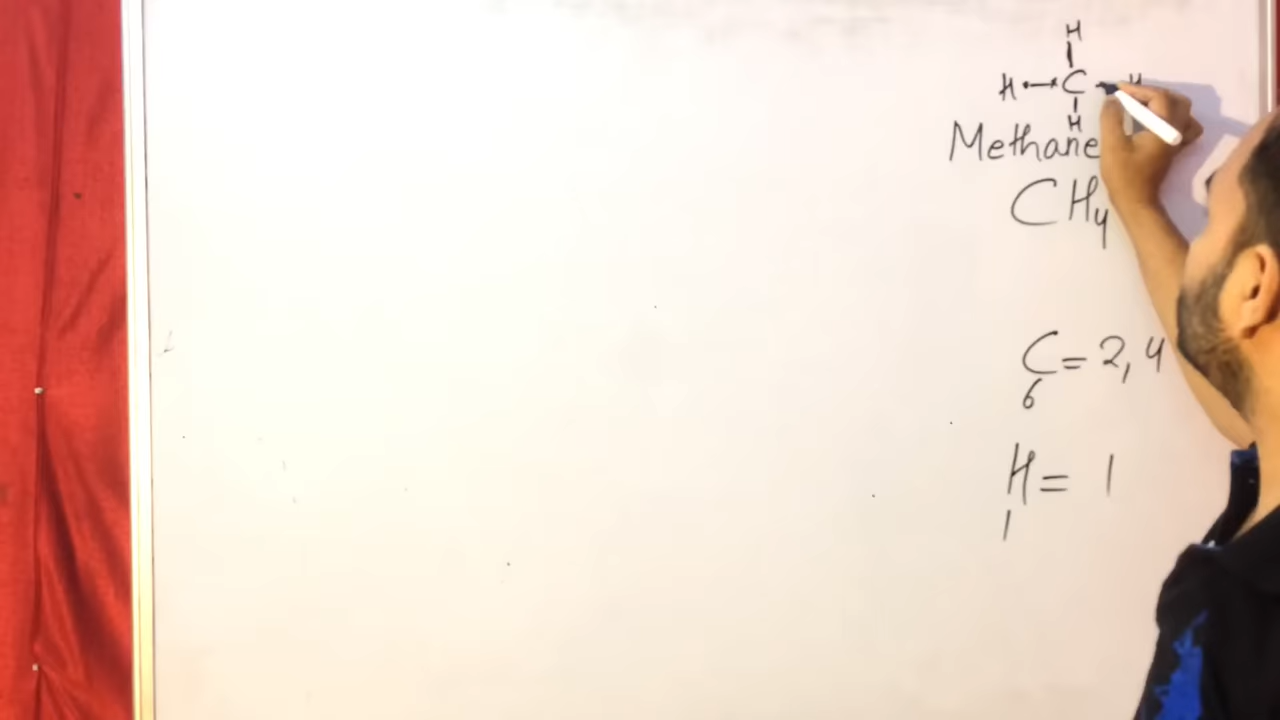 H
H C H
H
Methane
CH4
C = 2, 4
6
H = 1
1